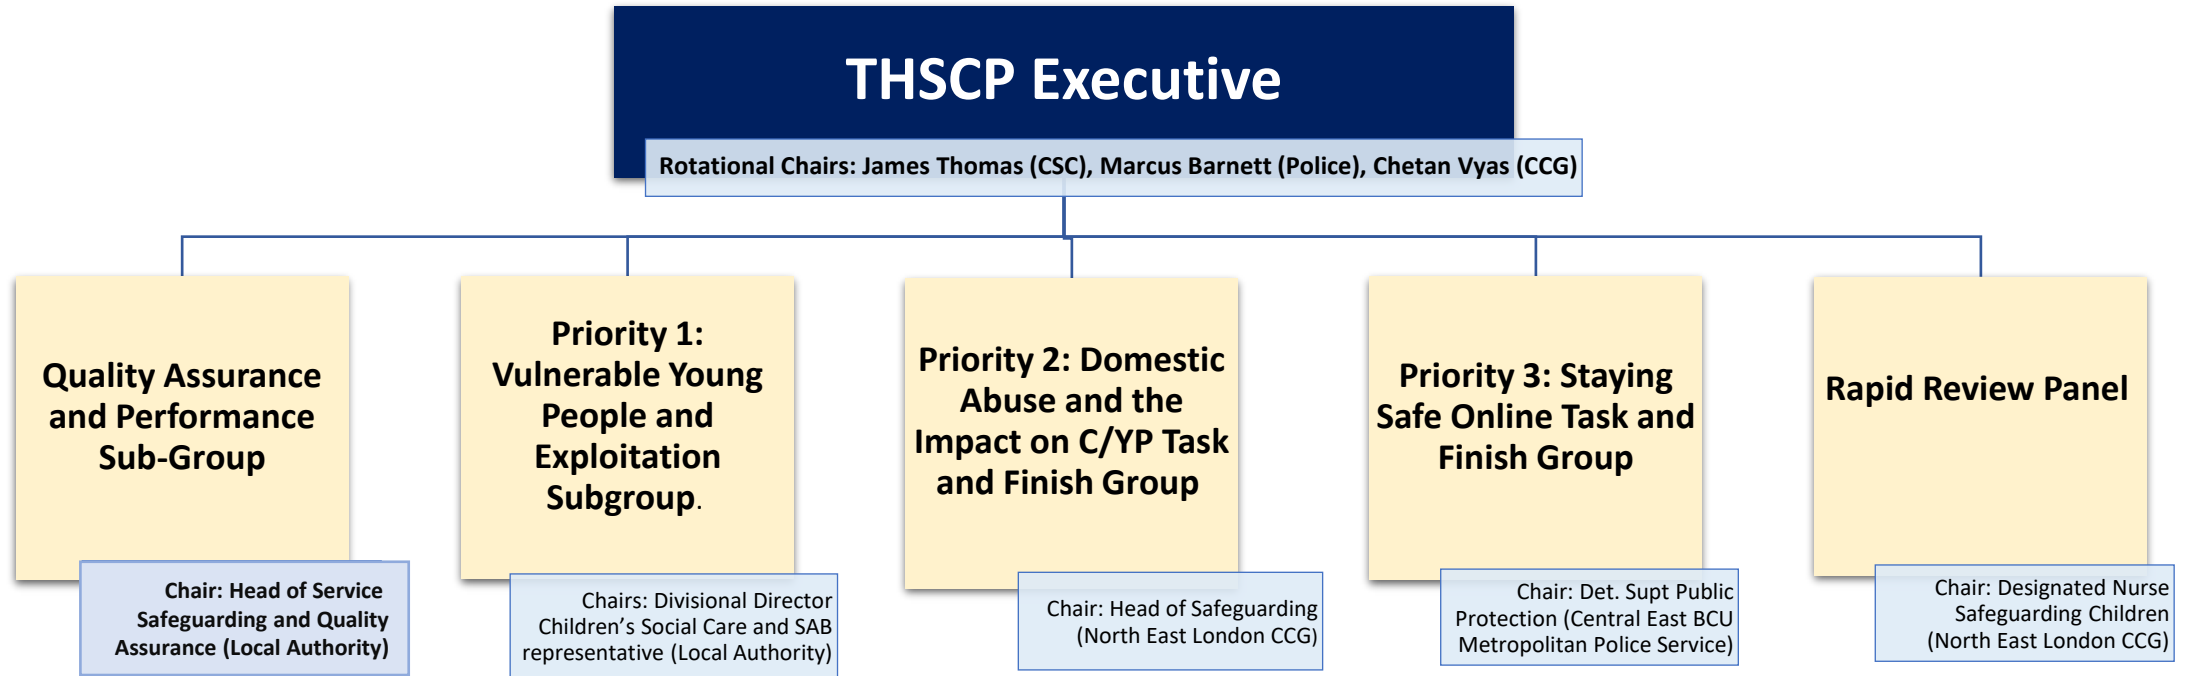 THSCP Executive
Rotational Chairs: James Thomas (CSC), Marcus Barnett (Police), Chetan Vyas (CCG)
Quality Assurance
and Performance
Sub-Group
Chair: Head of Service
Safeguarding and Quality
Assurance (Local Authority)
Priority 1:
Vulnerable Young
People and
Exploitation
Subgroup.
Chairs: Divisional Director
Children’s Social Care and SAB
representative (Local Authority)
Priority 2: Domestic
Abuse and the
Impact on C/YP Task
and Finish Group
Chair: Head of Safeguarding
(North East London CCG)
Priority 3: Staying
Safe Online Task and
Finish Group
Chair: Det. Supt Public
Protection (Central East BCU
Metropolitan Police Service)
Rapid Review Panel
Chair: Designated Nurse
Safeguarding Children
(North East London CCG)